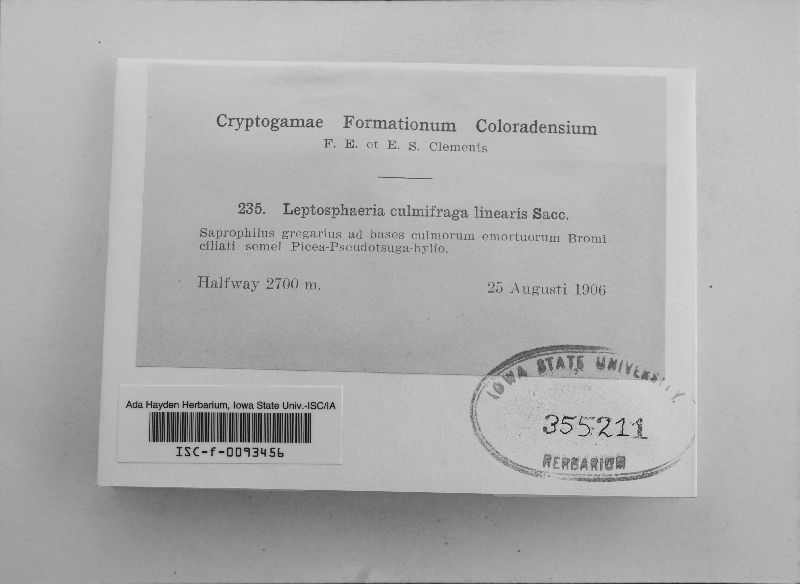 Cryptogamae Formationum Coloradensium
F. E. et E. S. Clements
235. Leptosphaeria culmifraga linearis Sacc.
Saprophilus gregarius ad bases culmorum emortuorum Bromi
ciliati semel Picea-Pseudotsuga-hylio.
Halfway 2700 m. 25 Augusti 1906
Ada Hayden Herbarium, Iowa State Univ.-ISC/IA
ISC-f-0093456
IOWA STATE UNIVERSITY
355211
HERBARIUM